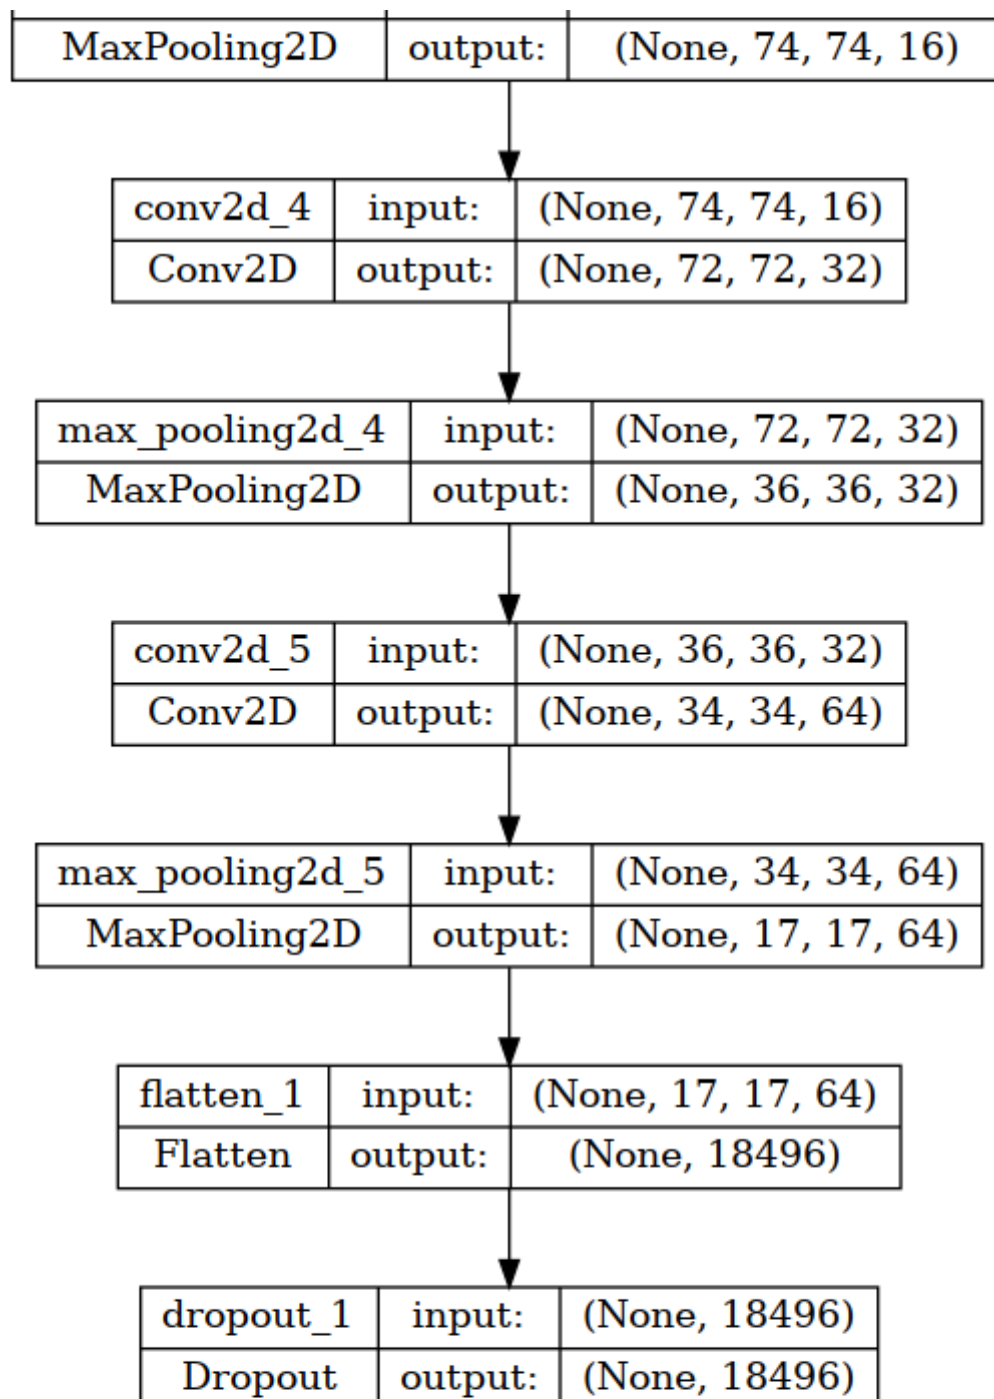 MaxPooling2D output: (None, 74, 74, 16)
conv2d_4 input: (None, 74, 74, 16)
Conv2D output: (None, 72, 72, 32)
max_pooling2d_4 input: (None, 72, 72, 32)
MaxPooling2D output: (None, 36, 36, 32)
conv2d_5 input: (None, 36, 36, 32)
Conv2D output: (None, 34, 34, 64)
max_pooling2d_5 input: (None, 34, 34, 64)
MaxPooling2D output: (None, 17, 17, 64)
flatten_1 input: (None, 17, 17, 64)
Flatten output: (None, 18496)
dropout_1 input: (None, 18496)
Dropout output: (None, 18496)